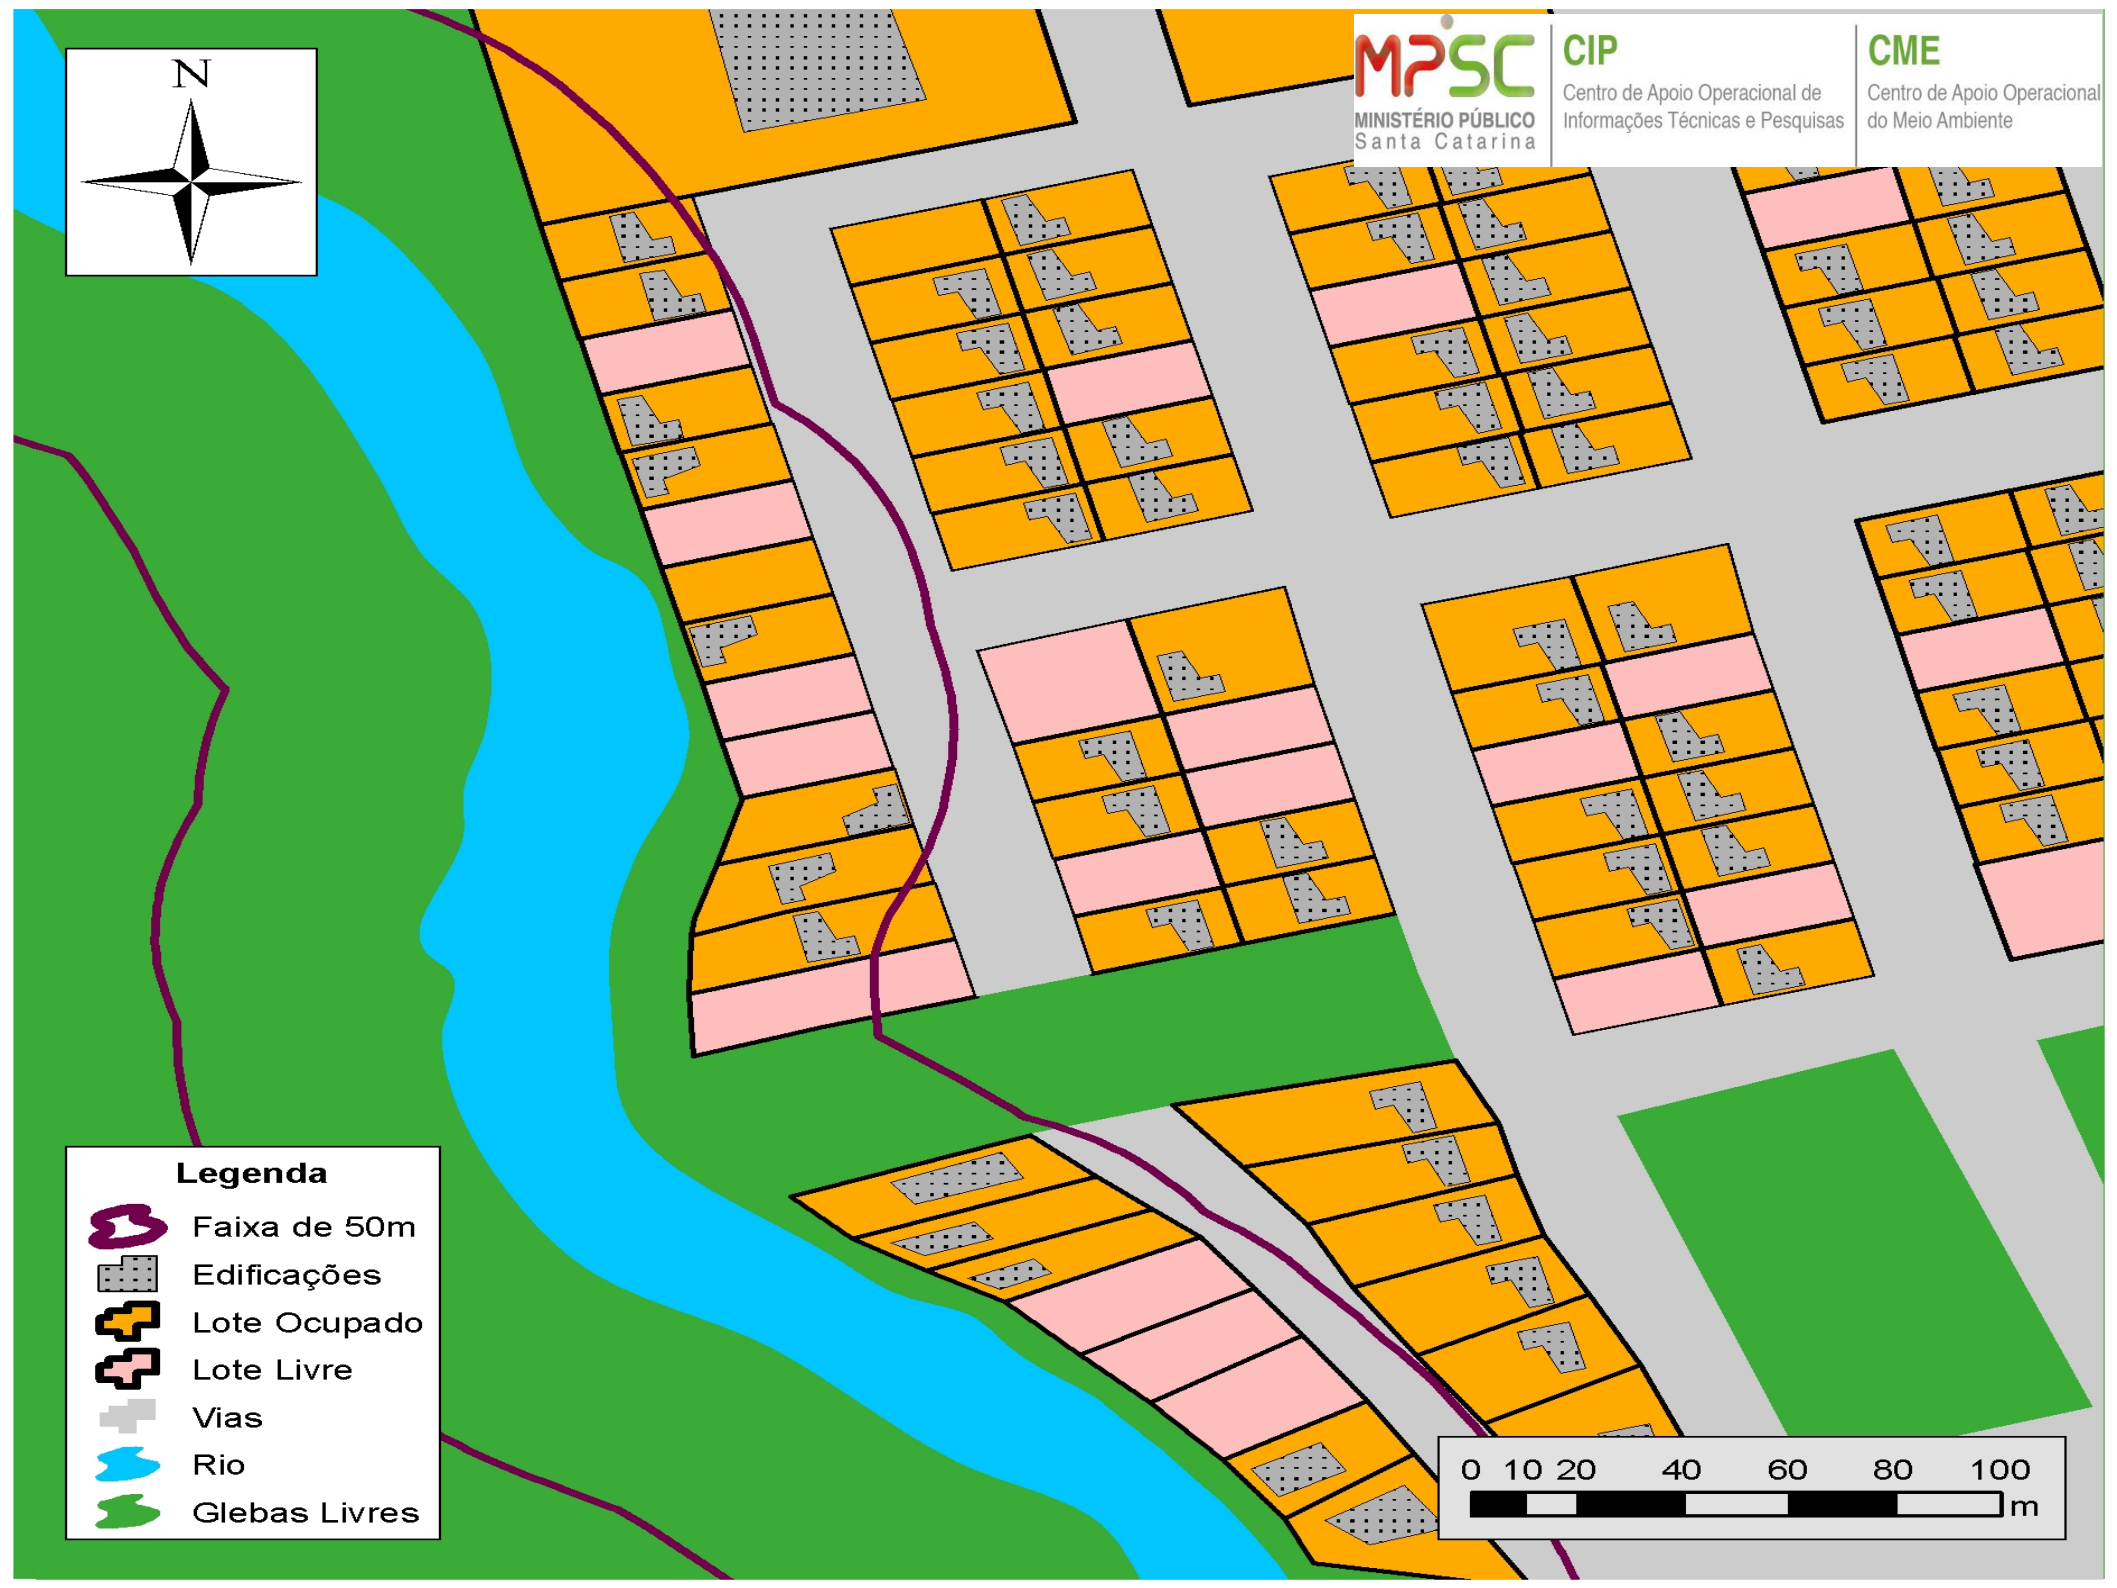 N
MPSC
MINISTÉRIO PÚBLICO
Santa Catarina
CIP
Centro de Apoio Operacional de
Informações Técnicas e Pesquisas
CME
Centro de Apoio Operacional
do Meio Ambiente
Legenda
Faixa de 50m
Edificações
Lote Ocupado
Lote Livre
Vias
Rio
Glebas Livres
0 10 20 40 60 80 100
m